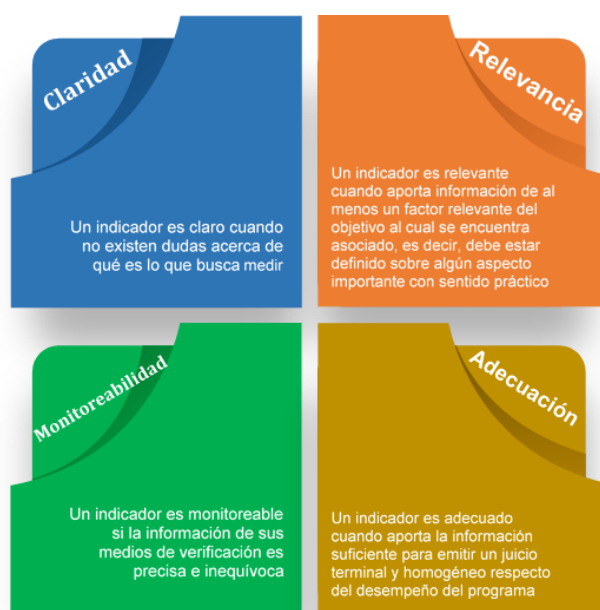 Claridad
Un indicador es claro cuando
no existen dudas acerca de
qué es lo que busca medir
Relevancia
Un indicador es relevante
cuando aporta información de al
menos un factor relevante del
objetivo al cual se encuentra
asociado, es decir, debe estar
definido sobre algún aspecto
importante con sentido práctico
Monitoreabilidad
Un indicador es monitoreable
si la información de sus
medios de verificación es
precisa e inequívoca
Adecuación
Un indicador es adecuado
cuando aporta la información
suficiente para emitir un juicio
terminal y homogéneo respecto
del desempeño del programa